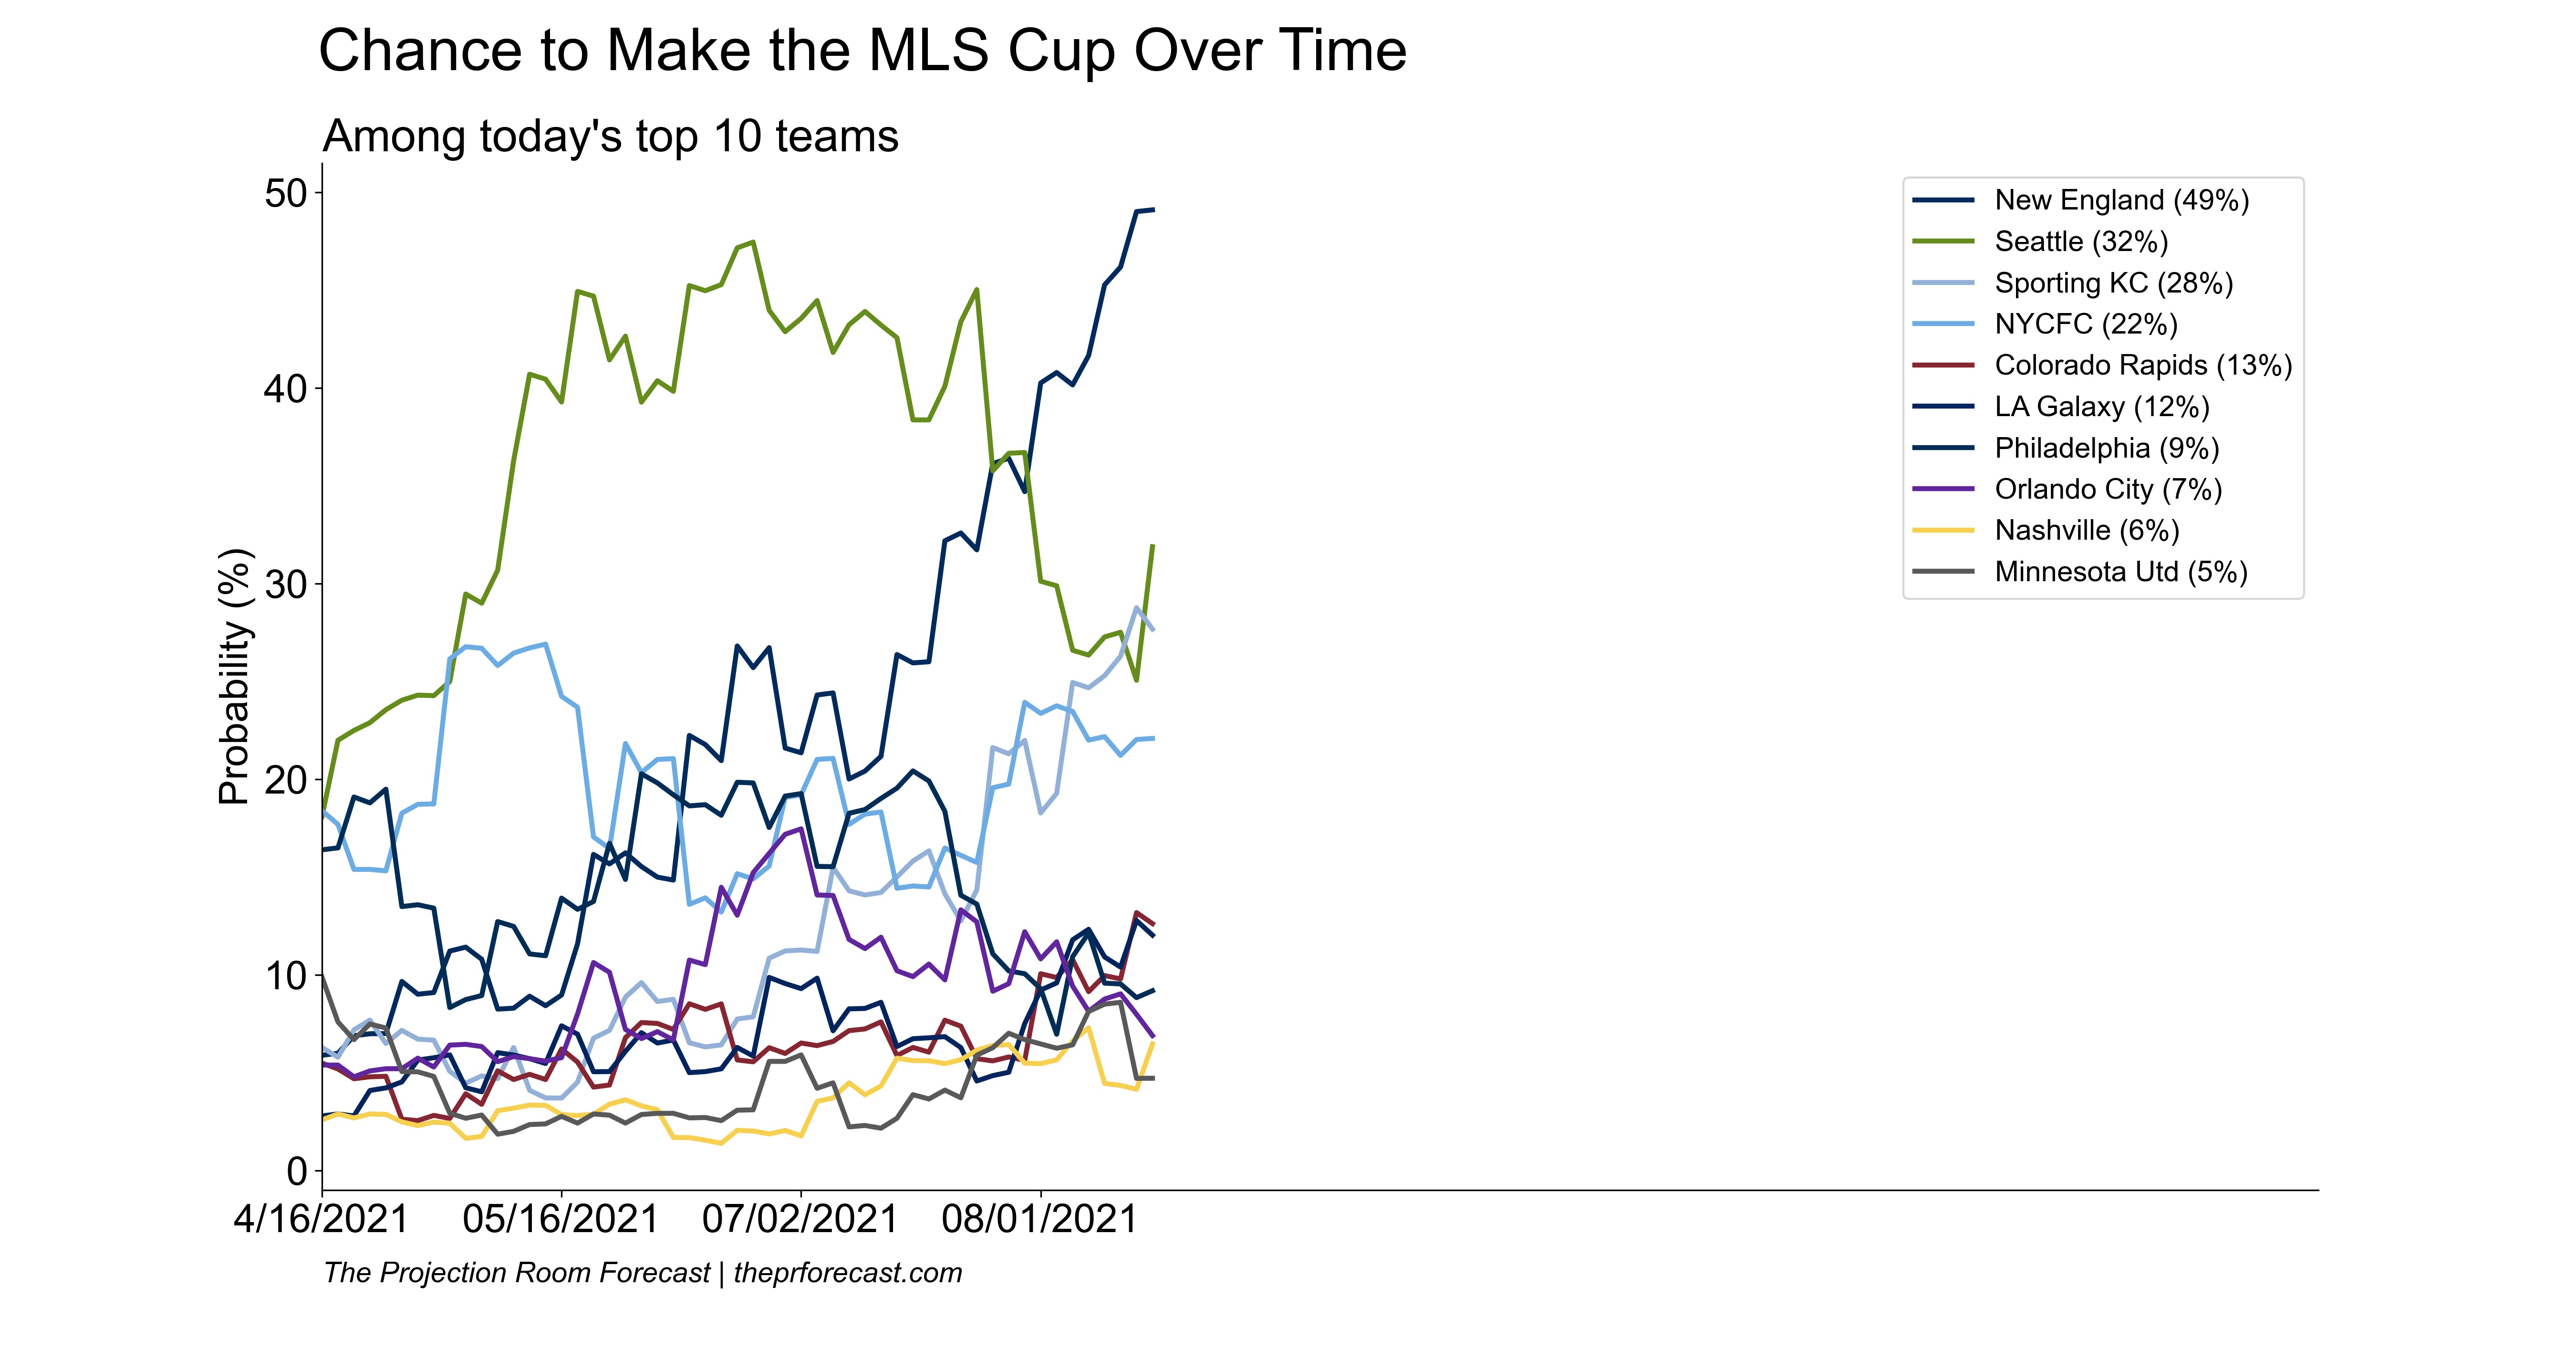 Chance to Make the MLS Cup Over Time
Among today's top 10 teams
Probability (%)
50
40
30
20
10
0
4/16/2021
05/16/2021
07/02/2021
08/01/2021
New England (49%)
Seattle (32%)
Sporting KC (28%)
NYCFC (22%)
Colorado Rapids (13%)
LA Galaxy (12%)
Philadelphia (9%)
Orlando City (7%)
Nashville (6%)
Minnesota Utd (5%)
The Projection Room Forecast | theprforecast.com